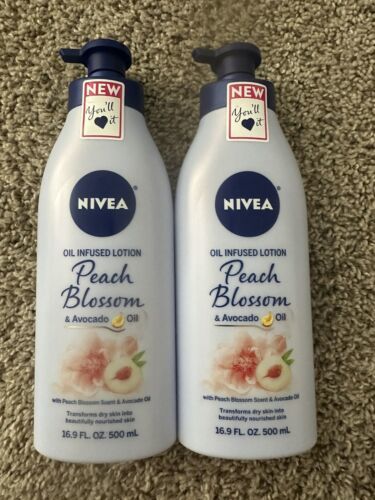 NEW
You'll
it
NIVEA
OIL INFUSED LOTION
Peach
Blossom
& Avocado Oil
with Peach Blossom Scent & Avocado Oil
Transforms dry skin into
beautifully nourished skin
16.9 FL. OZ. 500 mL
NEW
You'll
it
NIVEA
OIL INFUSED LOTION
Peach
Blossom
& Avocado Oil
with Peach Blossom Scent & Avocado Oil
Transforms dry skin into
beautifully nourished skin
16.9 FL. OZ. 500 mL